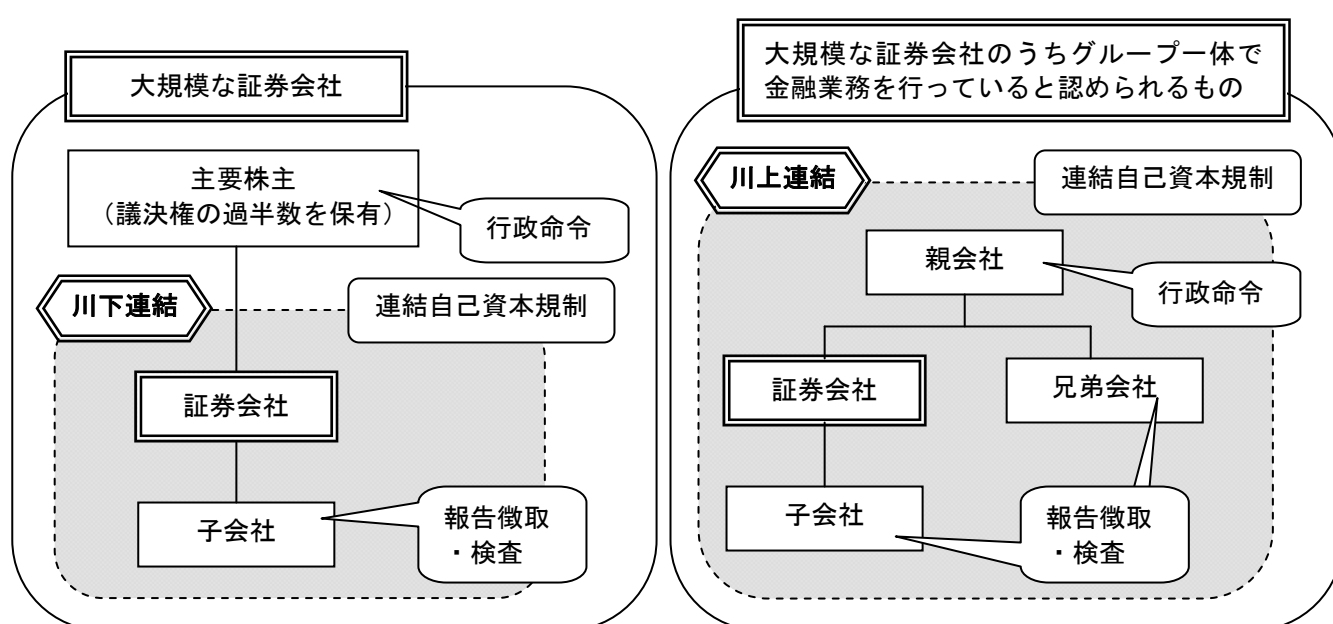 大規模な証券会社
主要株主
（議決権の過半数を保有）
行政命令
川下連結
連結自己資本規制
証券会社
子会社
報告徴取
・検査
大規模な証券会社のうちグループ一体で
金融業務を行っていると認められるもの
川上連結
連結自己資本規制
親会社
行政命令
証券会社
兄弟会社
子会社
報告徴取
・検査